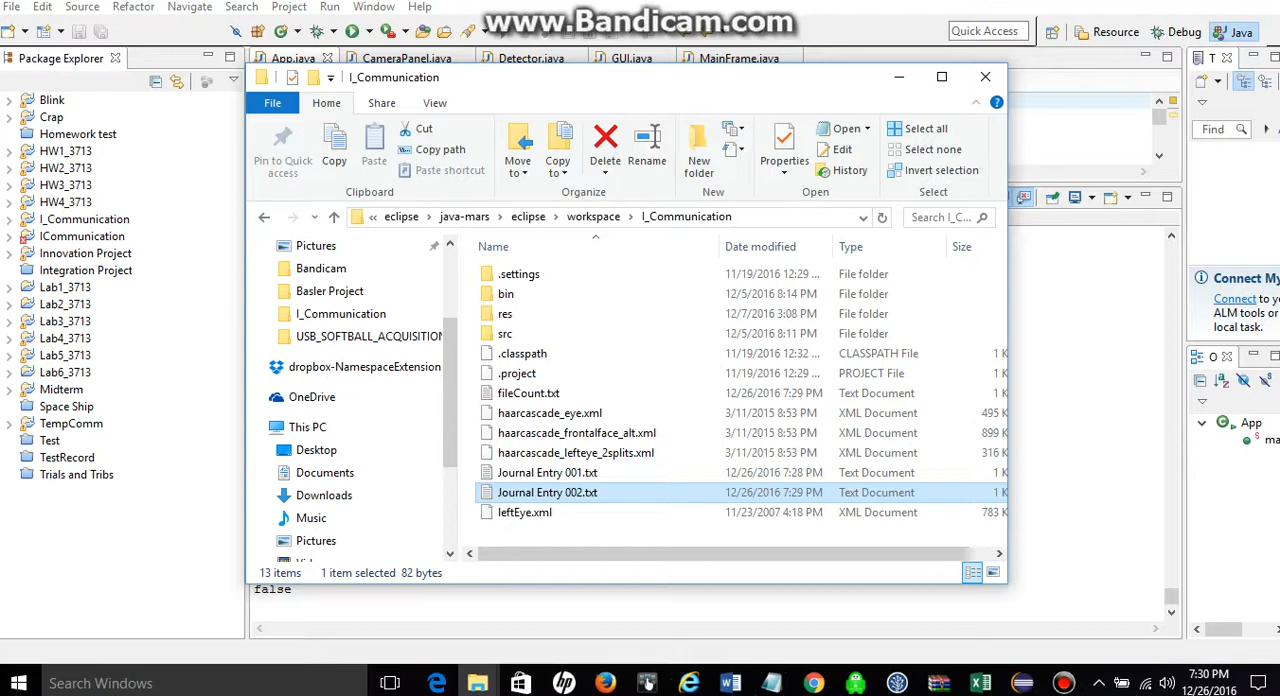 www.Bandicam.com
File Edit Source Refactor Navigate Search Project Run Window Help
Quick Access
Resource
Debug
Java
Package Explorer
App.java
CameraPanel.java
Detector.java
GUI.java
MainFrame.java
T
I_Communication
File Home Share View
Blink
Crap
Homework test
HW1_3713
HW2_3713
HW3_3713
HW4_3713
I_Communication
ICommunication
Innovation Project
Integration Project
Lab1_3713
Lab2_3713
Lab3_3713
Lab4_3713
Lab5_3713
Lab6_3713
Midterm
Space Ship
TempComm
Test
TestRecord
Trials and Tribs
Pin to Quick access
Copy
Paste
Cut
Copy path
Paste shortcut
Clipboard
Move to
Copy to
Delete
Rename
Organize
New folder
New
Properties
Open
Edit
History
Open
Select all
Select none
Invert selection
Select
Find
« eclipse java-mars eclipse workspace I_Communication
Search I_C...
Pictures
Bandicam
Basler Project
I_Communication
USB_SOFTBALL_ACQUISITION
dropbox-NamespaceExtension
OneDrive
This PC
Desktop
Documents
Downloads
Music
Pictures
Name Date modified Type Size
.settings 11/19/2016 12:29 ... File folder
bin 12/5/2016 8:14 PM File folder
res 12/7/2016 3:08 PM File folder
src 12/5/2016 8:11 PM File folder
.classpath 11/19/2016 12:32 ... CLASSPATH File 1 K
.project 11/19/2016 12:29 ... PROJECT File 1 K
fileCount.txt 12/26/2016 7:29 PM Text Document 1 K
haarcascade_eye.xml 3/11/2015 8:53 PM XML Document 495 K
haarcascade_frontalface_alt.xml 3/11/2015 8:53 PM XML Document 899 K
haarcascade_lefteye_2splits.xml 3/11/2015 8:53 PM XML Document 316 K
Journal Entry 001.txt 12/26/2016 7:28 PM Text Document 1 K
Journal Entry 002.txt 12/26/2016 7:29 PM Text Document 1 K
leftEye.xml 11/23/2007 4:18 PM XML Document 783 K
13 items 1 item selected 82 bytes
false
Connect My
Connect to your
ALM tools or
local task.
O
App
ma
Search Windows
7:30 PM
12/26/2016